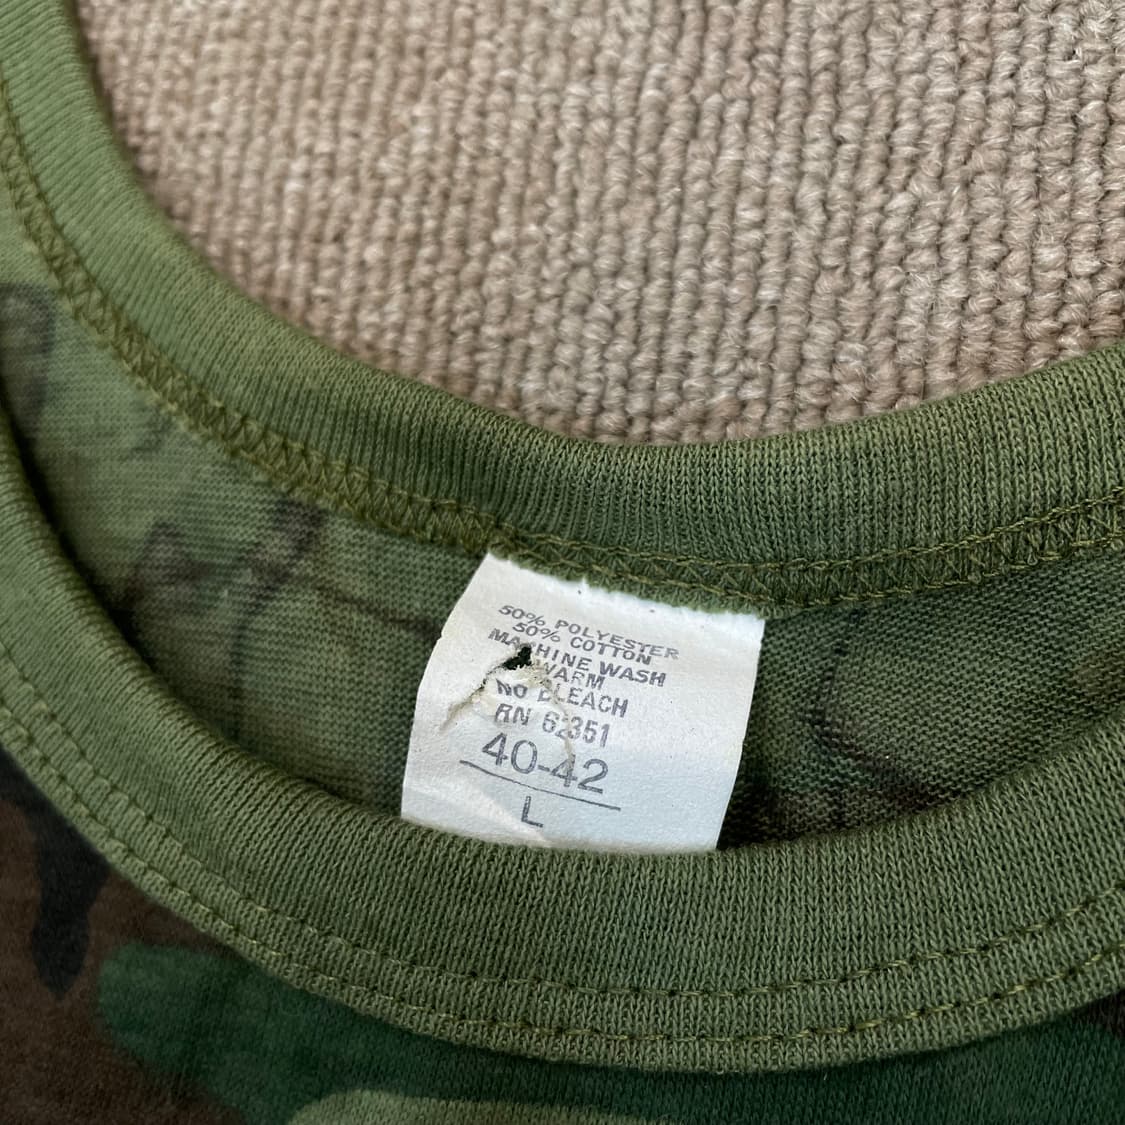 50% POLYESTER
50% COTTON
MACHINE WASH
WARM
NO BLEACH
RN 62351
40-42
L